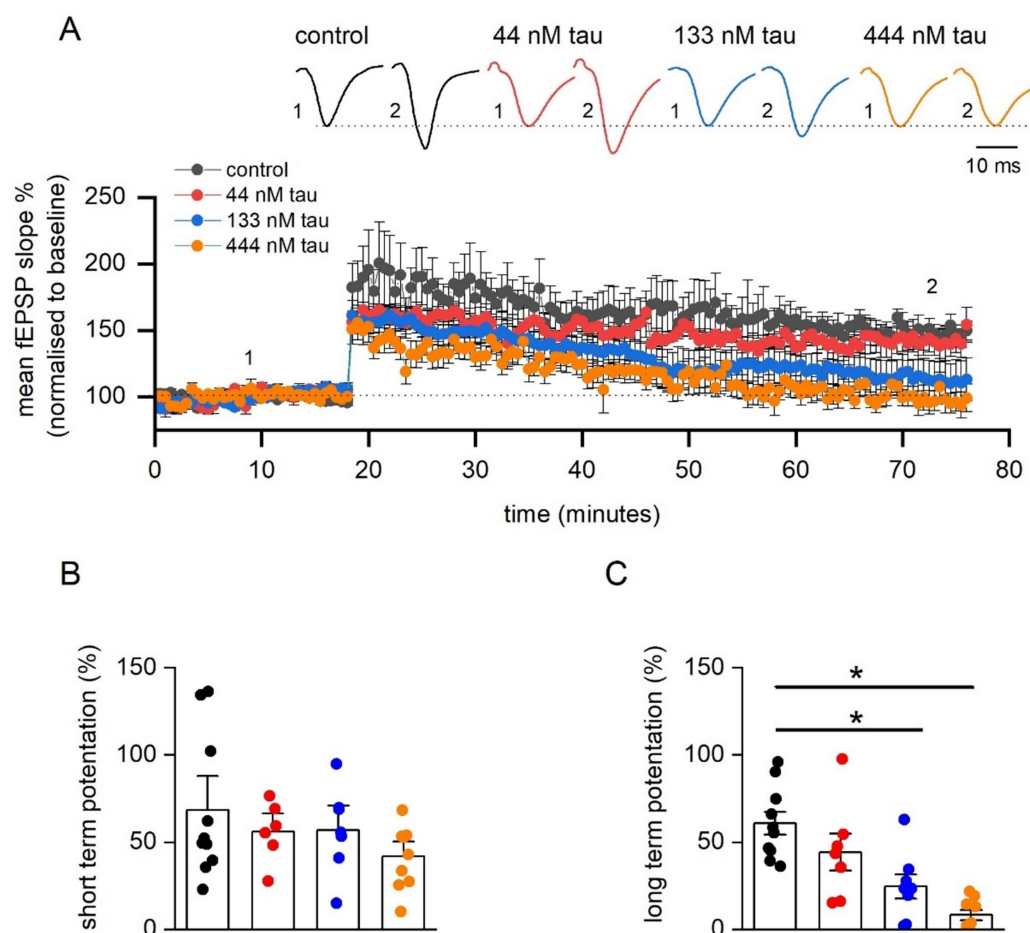 A
control 44 nM tau 133 nM tau 444 nM tau
1 2 1 2 1 2 1 2
10 ms
control
44 nM tau
133 nM tau
444 nM tau
mean fEPSP slope %
(normalised to baseline)
250
200
150
100
1
2
0 10 20 30 40 50 60 70 80
time (minutes)
B
short term potentation (%)
150
100
50
0
C
long term potentation (%)
150
100
50
0
*
*